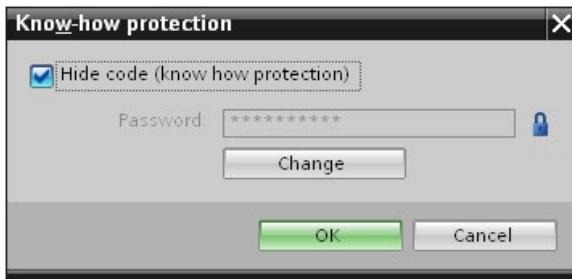 Know-how protection
Hide code (know how protection)
Password: **********
Change
OK Cancel